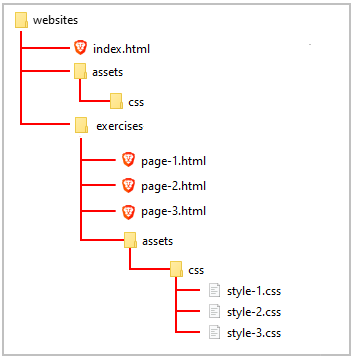 websites
index.html
assets
css
exercises
page-1.html
page-2.html
page-3.html
assets
css
style-1.css
style-2.css
style-3.css